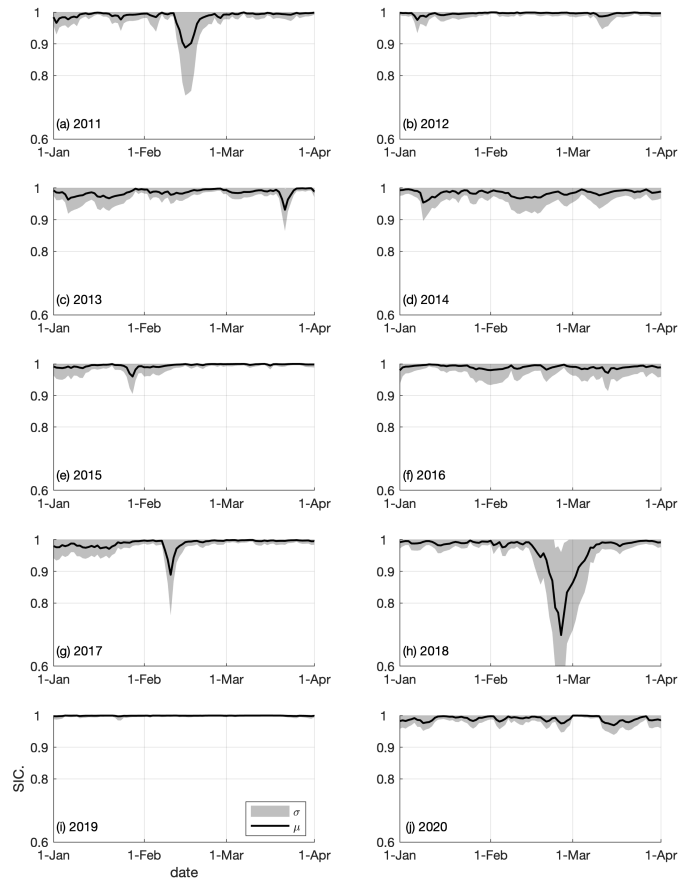 1
0.9
0.8
0.6
(a) 2011
1-Jan 1-Feb 1-Mar 1-Apr
1
0.9
0.8
0.6
(b) 2012
1-Jan 1-Feb 1-Mar 1-Apr
1
0.9
0.8
0.6
(c) 2013
1-Jan 1-Feb 1-Mar 1-Apr
1
0.9
0.8
0.6
(d) 2014
1-Jan 1-Feb 1-Mar 1-Apr
1
0.9
0.8
0.6
(e) 2015
1-Jan 1-Feb 1-Mar 1-Apr
1
0.9
0.8
0.6
(f) 2016
1-Jan 1-Feb 1-Mar 1-Apr
1
0.9
0.8
0.6
(g) 2017
1-Jan 1-Feb 1-Mar 1-Apr
1
0.9
0.8
0.6
(h) 2018
1-Jan 1-Feb 1-Mar 1-Apr
SIC.
1
0.9
0.8
0.6
(i) 2019
σ
μ
1-Jan 1-Feb 1-Mar 1-Apr
date
1
0.9
0.8
0.6
(j) 2020
1-Jan 1-Feb 1-Mar 1-Apr